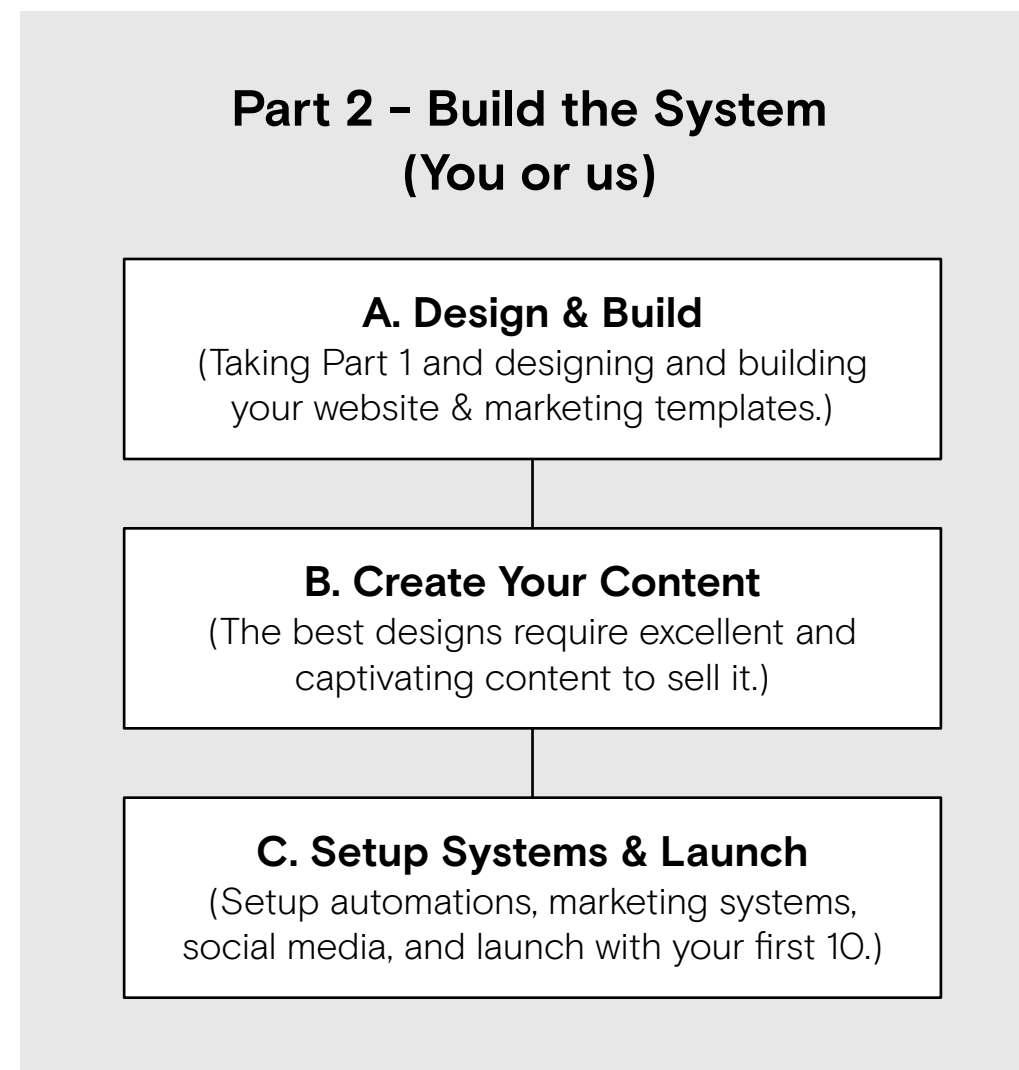 Part 2 – Build the System
(You or us)
A. Design & Build
(Taking Part 1 and designing and building
your website & marketing templates.)
B. Create Your Content
(The best designs require excellent and
captivating content to sell it.)
C. Setup Systems & Launch
(Setup automations, marketing systems,
social media, and launch with your first 10.)